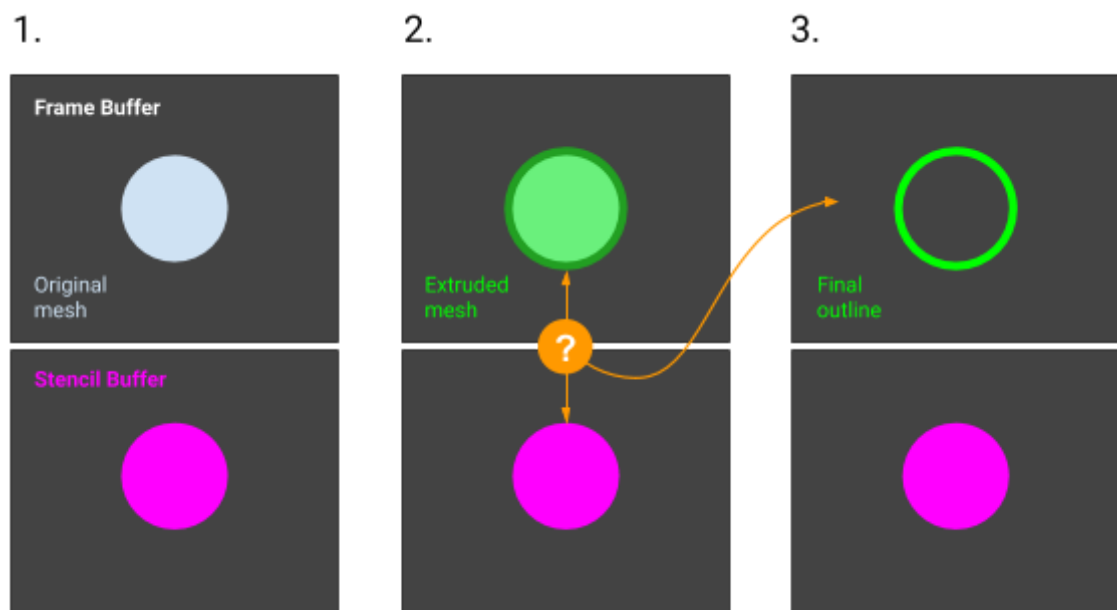 1.
2.
3.
Frame Buffer
Original
mesh
Extruded
mesh
Final
outline
?
Stencil Buffer